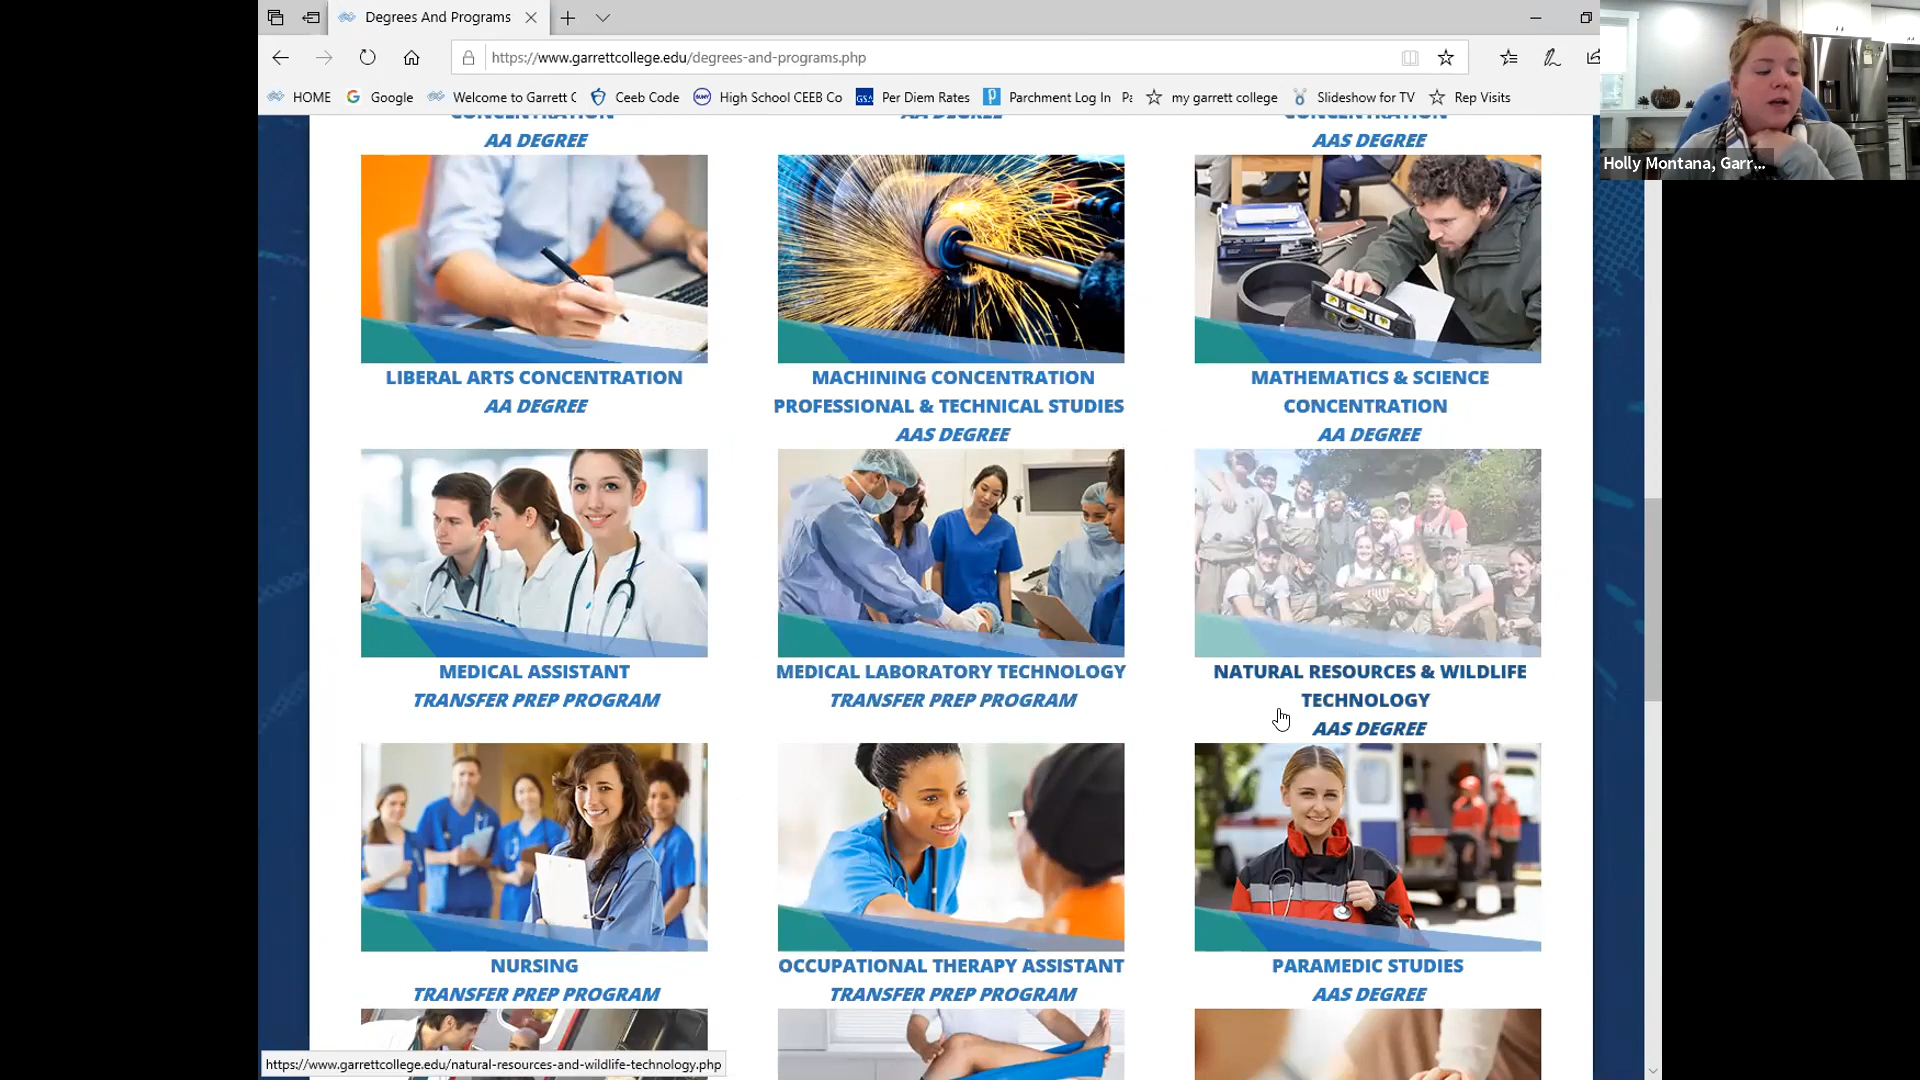 Degrees And Programs
https://www.garrettcollege.edu/degrees-and-programs.php
HOME Google Welcome to Garrett C Ceeb Code High School CEEB Co Per Diem Rates Parchment Log In Pa my garrett college Slideshow for TV Rep Visits
Holly Montana, Garr...
CONCENTRATION
AA DEGREE
AA DEGREE
CONCENTRATION
AAS DEGREE
LIBERAL ARTS CONCENTRATION
AA DEGREE
MACHINING CONCENTRATION
PROFESSIONAL & TECHNICAL STUDIES
AAS DEGREE
MATHEMATICS & SCIENCE
CONCENTRATION
AA DEGREE
MEDICAL ASSISTANT
TRANSFER PREP PROGRAM
MEDICAL LABORATORY TECHNOLOGY
TRANSFER PREP PROGRAM
NATURAL RESOURCES & WILDLIFE
TECHNOLOGY
AAS DEGREE
NURSING
TRANSFER PREP PROGRAM
OCCUPATIONAL THERAPY ASSISTANT
TRANSFER PREP PROGRAM
PARAMEDIC STUDIES
AAS DEGREE
https://www.garrettcollege.edu/natural-resources-and-wildlife-technology.php